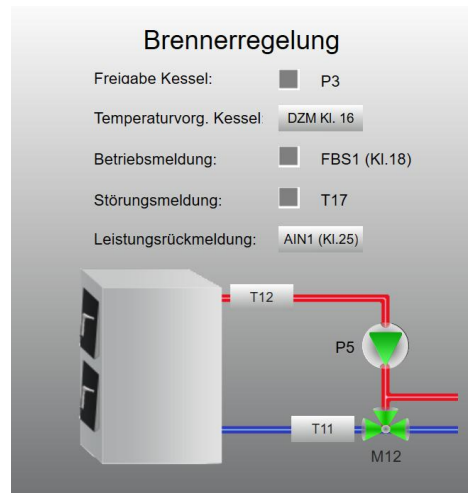 Brennerregelung
Freigabe Kessel: P3
Temperaturvorg. Kessel: DZM Kl. 16
Betriebsmeldung: FBS1 (Kl.18)
Störungsmeldung: T17
Leistungsrückmeldung: AIN1 (Kl.25)
T12
P5
T11
M12